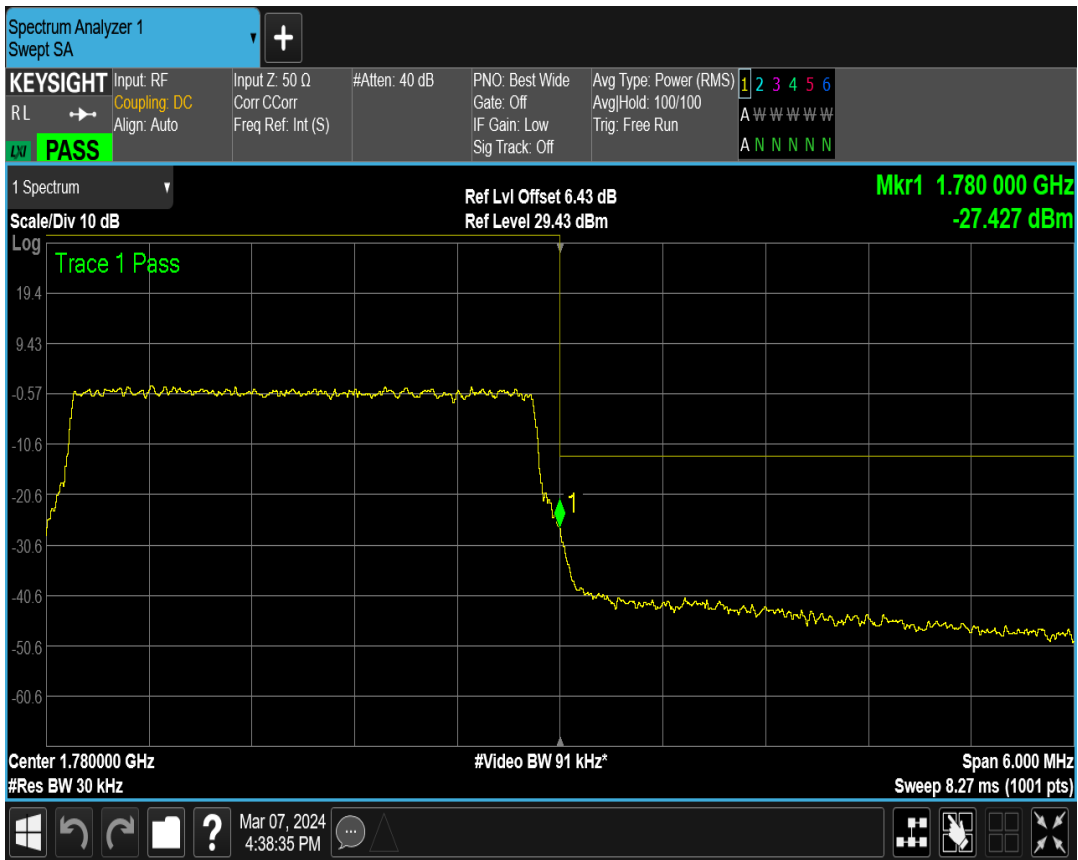 Spectrum Analyzer 1
Swept SA
+
KEYSIGHT
RL
LXI
PASS
Input: RF
Coupling: DC
Align: Auto
Input Z: 50 Ω
Corr CCorr
Freq Ref: Int (S)
#Atten: 40 dB
PNO: Best Wide
Gate: Off
IF Gain: Low
Sig Track: Off
Avg Type: Power (RMS)
Avg|Hold: 100/100
Trig: Free Run
1 2 3 4 5 6
A W W W W W
A N N N N N
1 Spectrum
Scale/Div 10 dB
Ref Lvl Offset 6.43 dB
Ref Level 29.43 dBm
Mkr1 1.780 000 GHz
-27.427 dBm
Log
Trace 1 Pass
19.4
9.43
-0.57
-10.6
-20.6
1
-30.6
-40.6
-50.6
-60.6
Center 1.780000 GHz
#Video BW 91 kHz*
Span 6.000 MHz
#Res BW 30 kHz
Sweep 8.27 ms (1001 pts)
?
Mar 07, 2024
4:38:35 PM